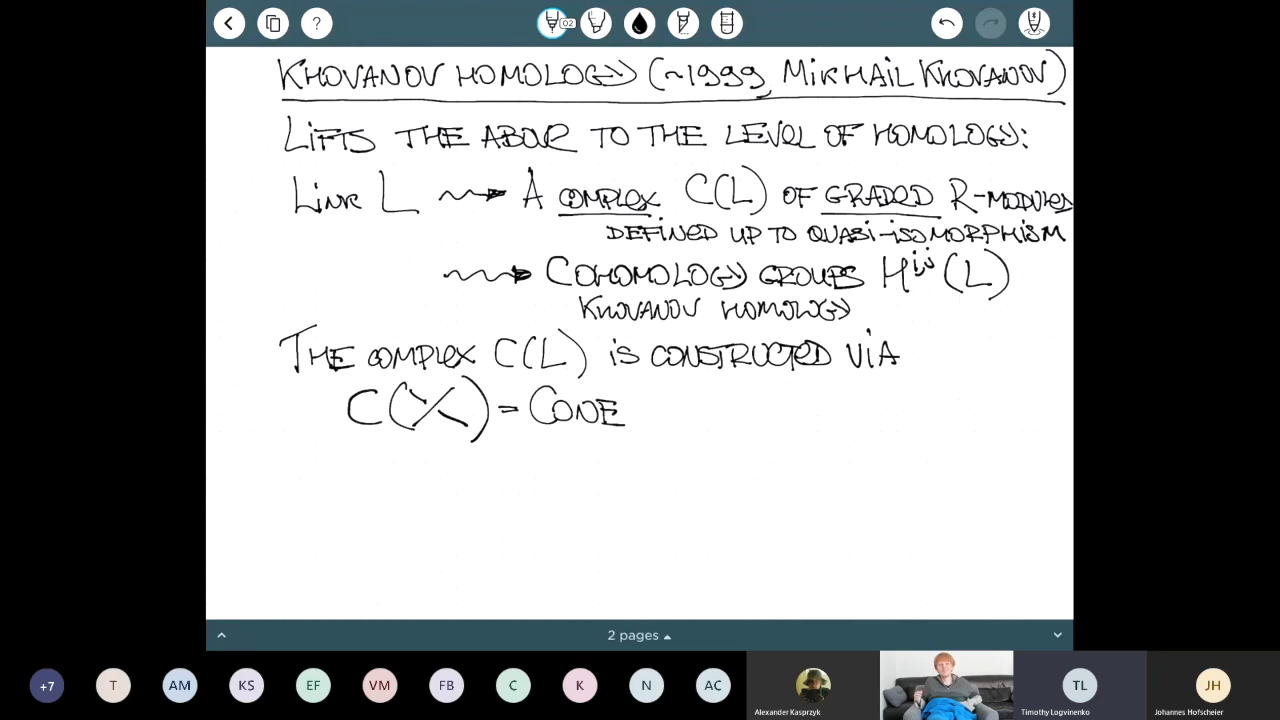 ?
02
KHOVANOV HOMOLOGY (~1999, MIKHAIL KHOVANOV)
LIFTS THE ABOVE TO THE LEVEL OF HOMOLOGY:
LINK L ⇝ A COMPLEX C(L) OF GRADED R-MODULES
DEFINED UP TO QUASI-ISOMORPHISM
⇝ COHOMOLOGY GROUPS H^{i,j}(L)
KHOVANOV HOMOLOGY
THE COMPLEX C(L) IS CONSTRUCTED VIA
C(X) = CONE
2 pages
+7
T
AM
KS
EF
VM
FB
C
K
N
AC
TL
JH
Alexander Kasprzyk
Timothy Logvinenko
Johannes Hofscheier